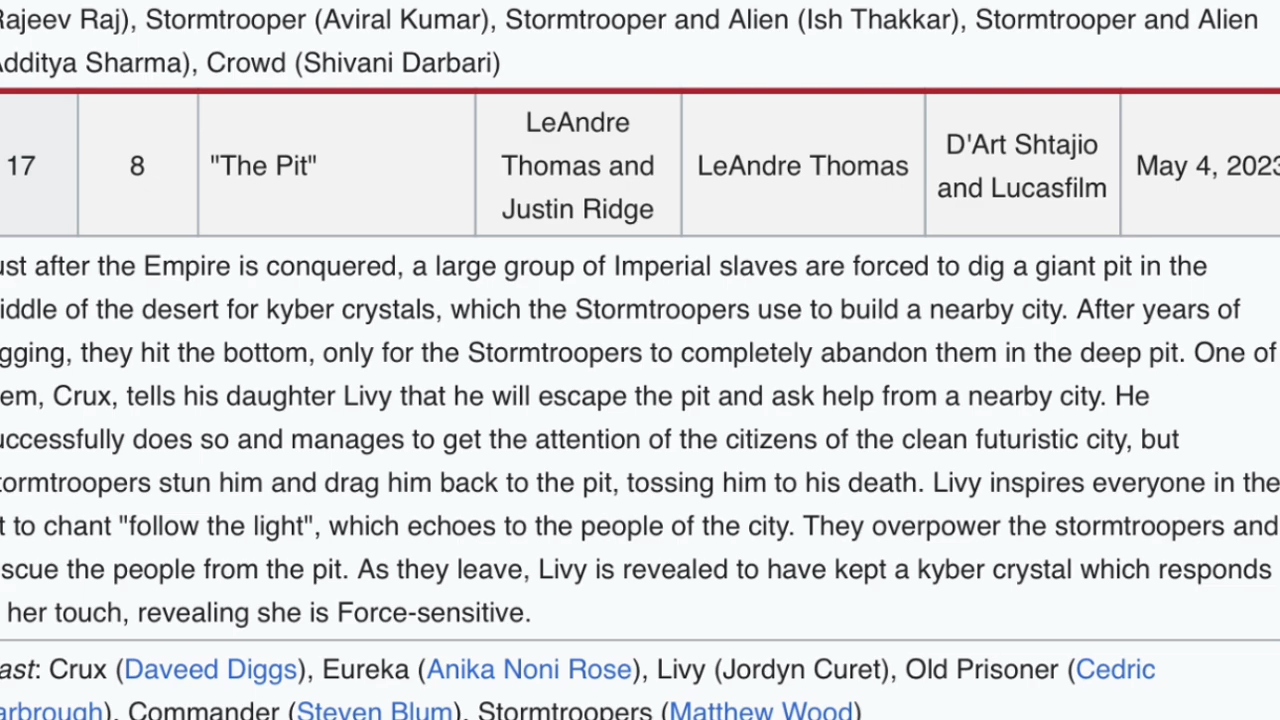 Rajeev Raj), Stormtrooper (Aviral Kumar), Stormtrooper and Alien (Ish Thakkar), Stormtrooper and Alien
Additya Sharma), Crowd (Shivani Darbari)
17 8 "The Pit" LeAndre Thomas and Justin Ridge LeAndre Thomas D'Art Shtajio and Lucasfilm May 4, 2023
ust after the Empire is conquered, a large group of Imperial slaves are forced to dig a giant pit in the
iddle of the desert for kyber crystals, which the Stormtroopers use to build a nearby city. After years of
gging, they hit the bottom, only for the Stormtroopers to completely abandon them in the deep pit. One of
em, Crux, tells his daughter Livy that he will escape the pit and ask help from a nearby city. He
uccessfully does so and manages to get the attention of the citizens of the clean futuristic city, but
tormtroopers stun him and drag him back to the pit, tossing him to his death. Livy inspires everyone in the
t to chant "follow the light", which echoes to the people of the city. They overpower the stormtroopers and
scue the people from the pit. As they leave, Livy is revealed to have kept a kyber crystal which responds
her touch, revealing she is Force-sensitive.
ast: Crux (Daveed Diggs), Eureka (Anika Noni Rose), Livy (Jordyn Curet), Old Prisoner (Cedric
arbrough), Commander (Steven Blum), Stormtroopers (Matthew Wood)